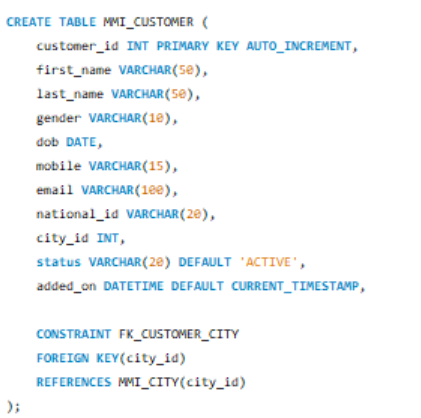 CREATE TABLE MMI_CUSTOMER (
    customer_id INT PRIMARY KEY AUTO_INCREMENT,
    first_name VARCHAR(50),
    last_name VARCHAR(50),
    gender VARCHAR(10),
    dob DATE,
    mobile VARCHAR(15),
    email VARCHAR(100),
    national_id VARCHAR(20),
    city_id INT,
    status VARCHAR(20) DEFAULT 'ACTIVE',
    added_on DATETIME DEFAULT CURRENT_TIMESTAMP,
    CONSTRAINT FK_CUSTOMER_CITY
    FOREIGN KEY(city_id)
    REFERENCES MMI_CITY(city_id)
);